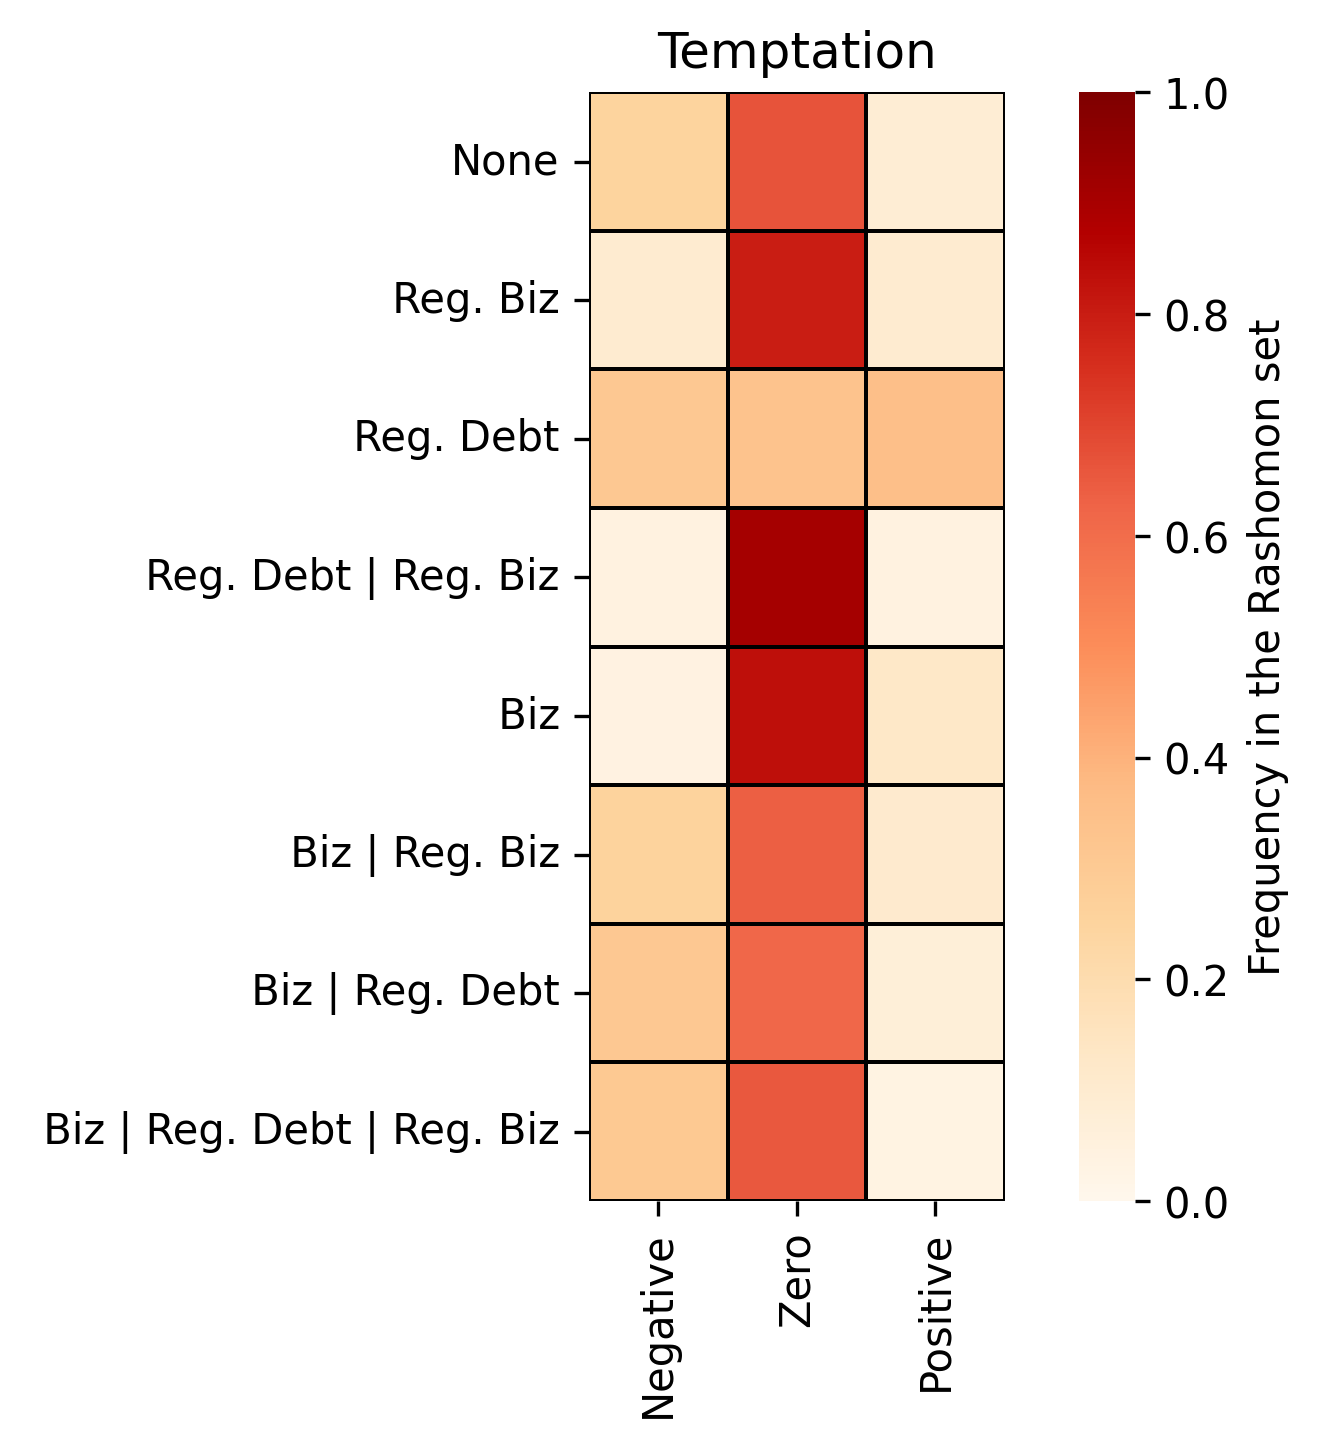 Temptation
None
Reg. Biz
Reg. Debt
Reg. Debt | Reg. Biz
Biz
Biz | Reg. Biz
Biz | Reg. Debt
Biz | Reg. Debt | Reg. Biz
Negative
Zero
Positive
1.0
0.8
0.6
0.4
0.2
0.0
Frequency in the Rashomon set